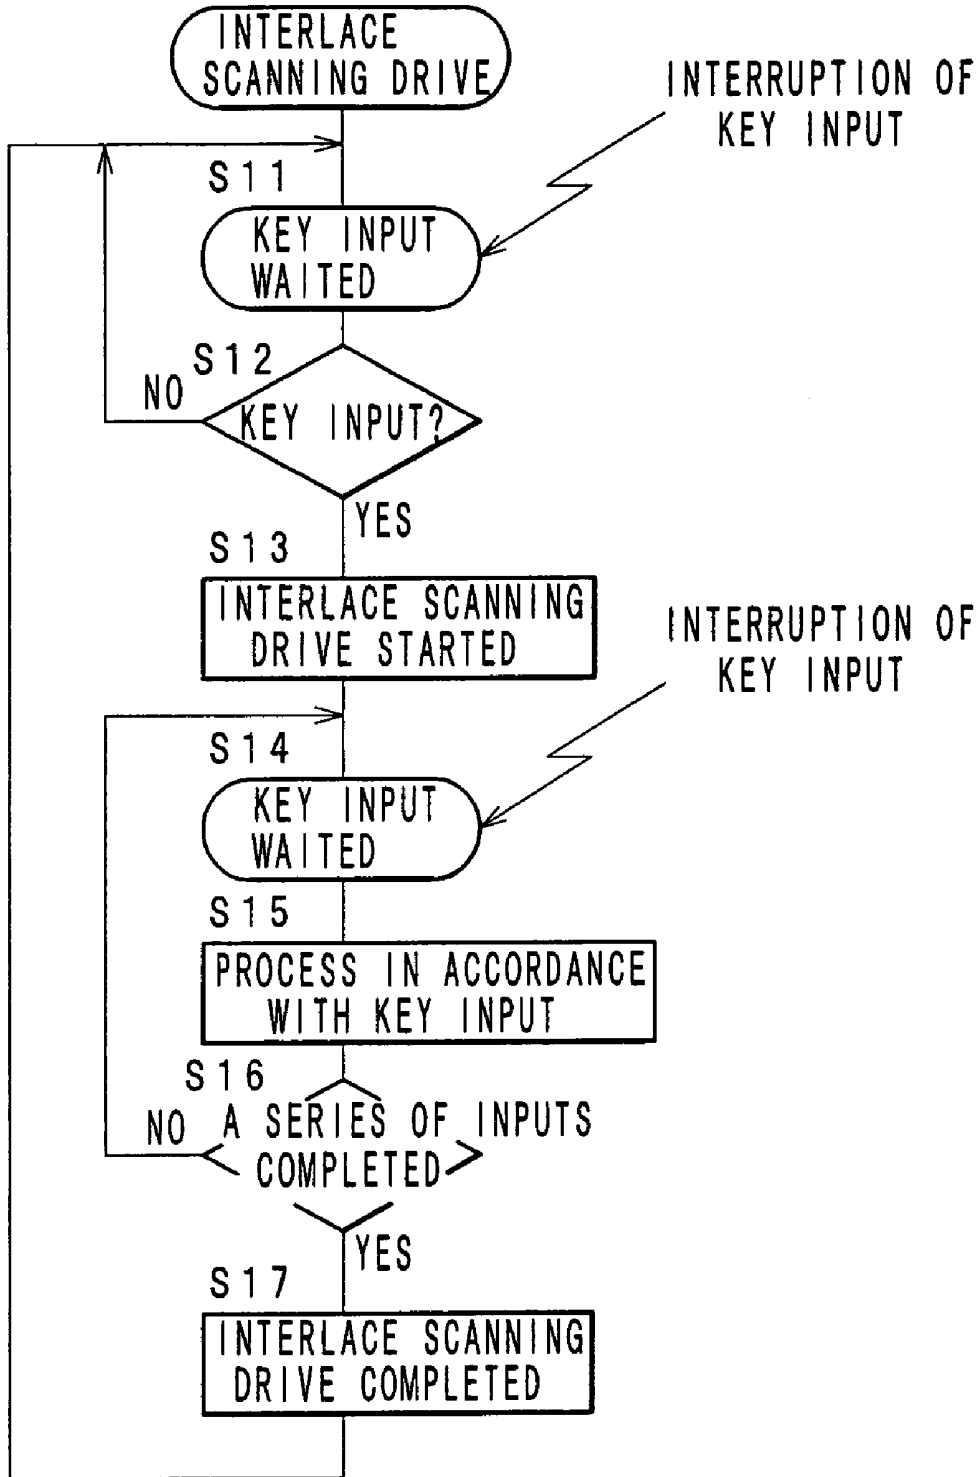 INTERLACE
SCANNING DRIVE
INTERRUPTION OF
KEY INPUT
S11
KEY INPUT
WAITED
S12
NO
KEY INPUT?
YES
S13
INTERLACE SCANNING
DRIVE STARTED
INTERRUPTION OF
KEY INPUT
S14
KEY INPUT
WAITED
S15
PROCESS IN ACCORDANCE
WITH KEY INPUT
S16
NO
A SERIES OF INPUTS
COMPLETED
YES
S17
INTERLACE SCANNING
DRIVE COMPLETED